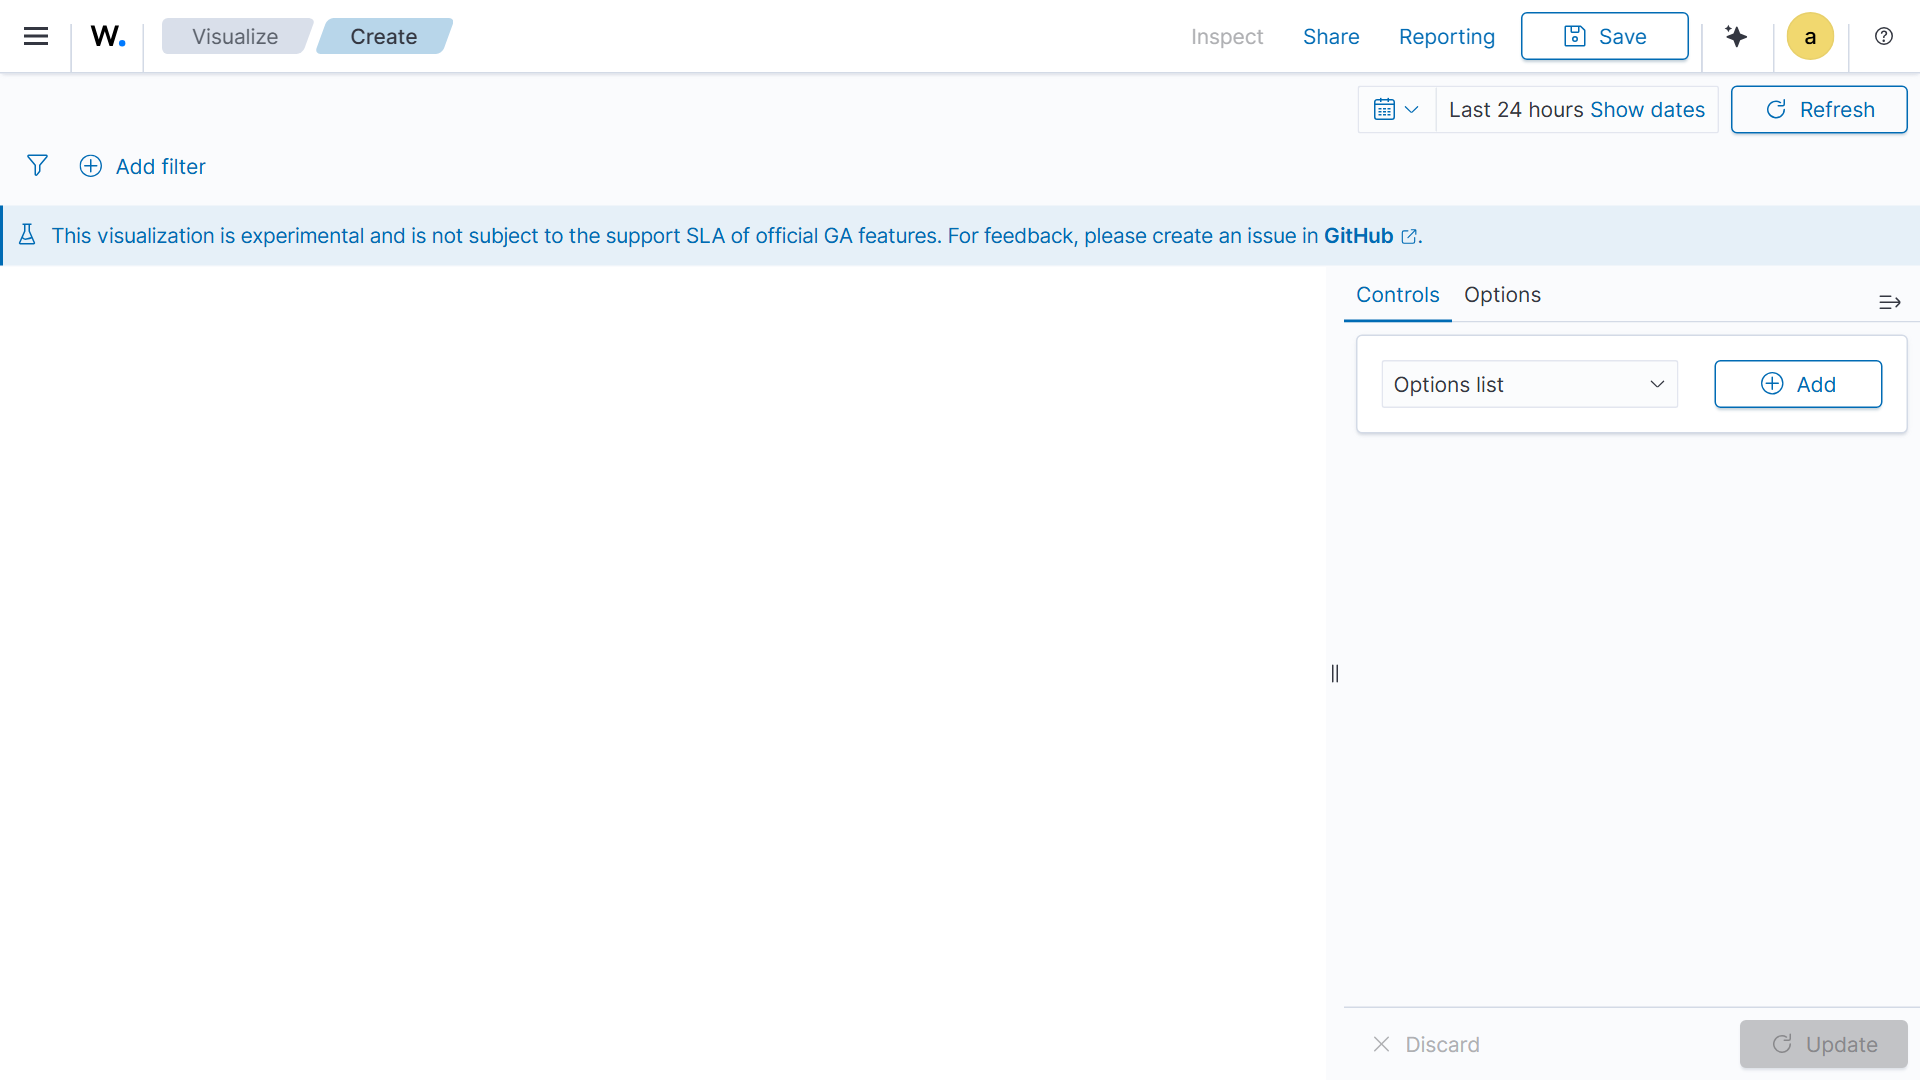 W.
Visualize
Create
Inspect
Share
Reporting
Save
a
Last 24 hours Show dates
Refresh
Add filter
This visualization is experimental and is not subject to the support SLA of official GA features. For feedback, please create an issue in GitHub.
Controls
Options
Options list
Add
Discard
Update